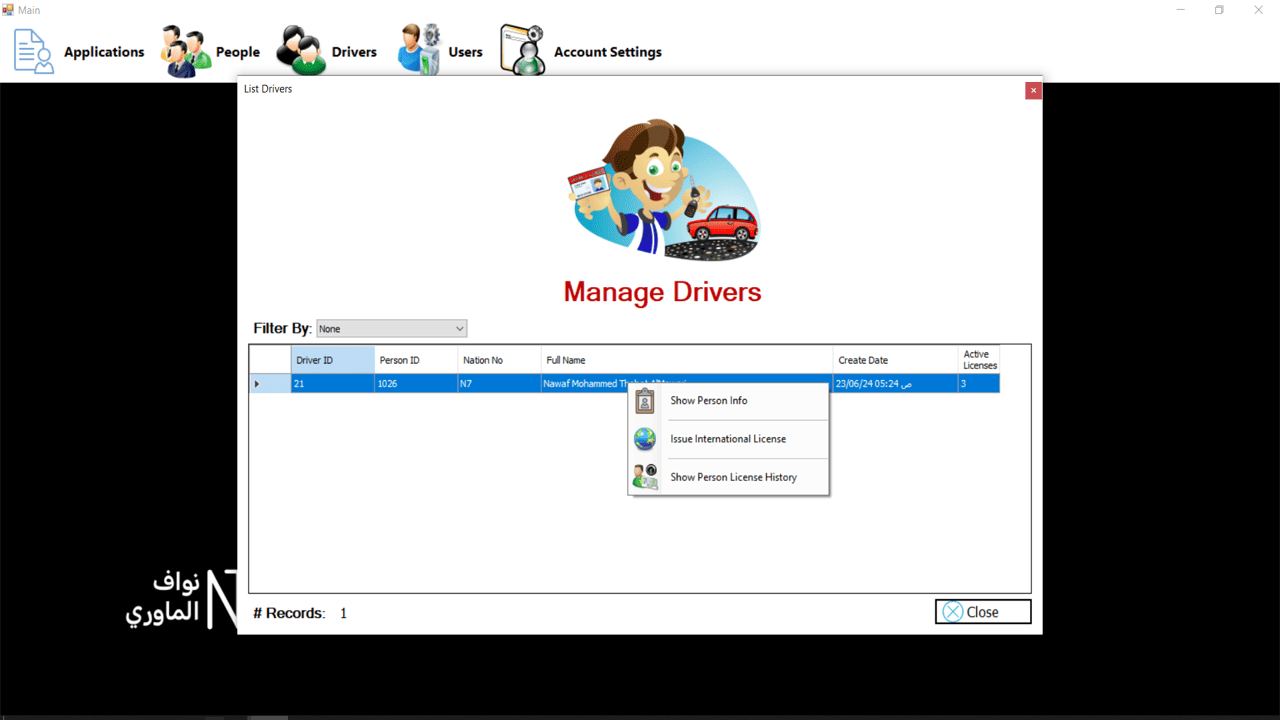 Main
Applications People Drivers Users Account Settings
List Drivers
Manage Drivers
Filter By: None
Driver ID Person ID Nation No Full Name Create Date Active Licenses
21 1026 N7 Nawaf Mohammed 23/06/24 05:24 ص 3
Show Person Info
Issue International License
Show Person License History
نواف
الماوري
# Records: 1
Close